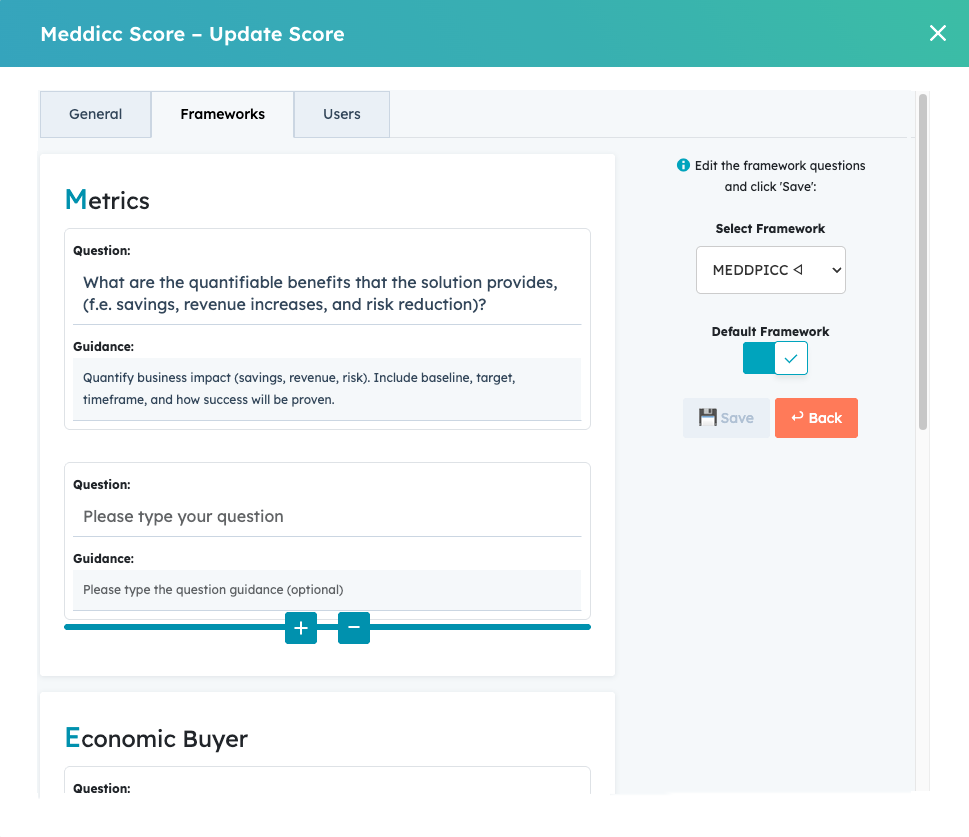 Meddicc Score – Update Score
General
Frameworks
Users
Metrics
Question:
What are the quantifiable benefits that the solution provides,
(f.e. savings, revenue increases, and risk reduction)?
Guidance:
Quantify business impact (savings, revenue, risk). Include baseline, target,
timeframe, and how success will be proven.
Question:
Please type your question
Guidance:
Please type the question guidance (optional)
Economic Buyer
Question:
Edit the framework questions
and click 'Save':
Select Framework
MEDDPICC
Default Framework
Save
Back